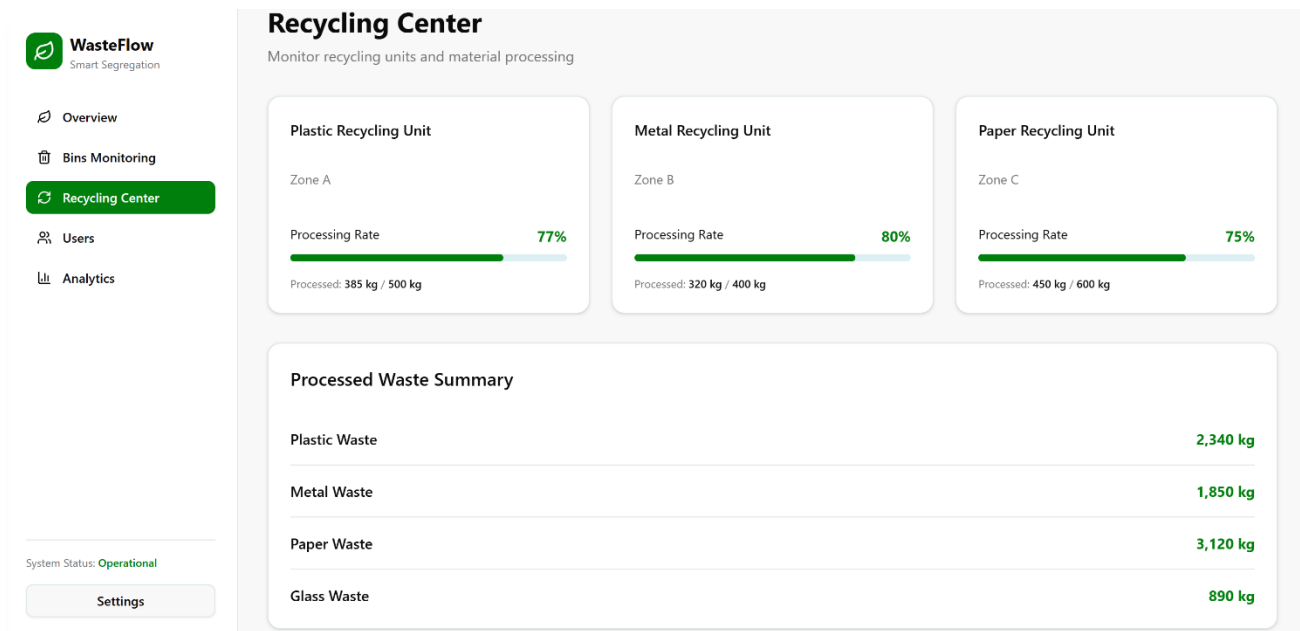 WasteFlow
Smart Segregation
Overview
Bins Monitoring
Recycling Center
Users
Analytics
System Status: Operational
Settings
Recycling Center
Monitor recycling units and material processing
Plastic Recycling Unit
Zone A
Processing Rate 77%
Processed: 385 kg / 500 kg
Metal Recycling Unit
Zone B
Processing Rate 80%
Processed: 320 kg / 400 kg
Paper Recycling Unit
Zone C
Processing Rate 75%
Processed: 450 kg / 600 kg
Processed Waste Summary
Plastic Waste 2,340 kg
Metal Waste 1,850 kg
Paper Waste 3,120 kg
Glass Waste 890 kg